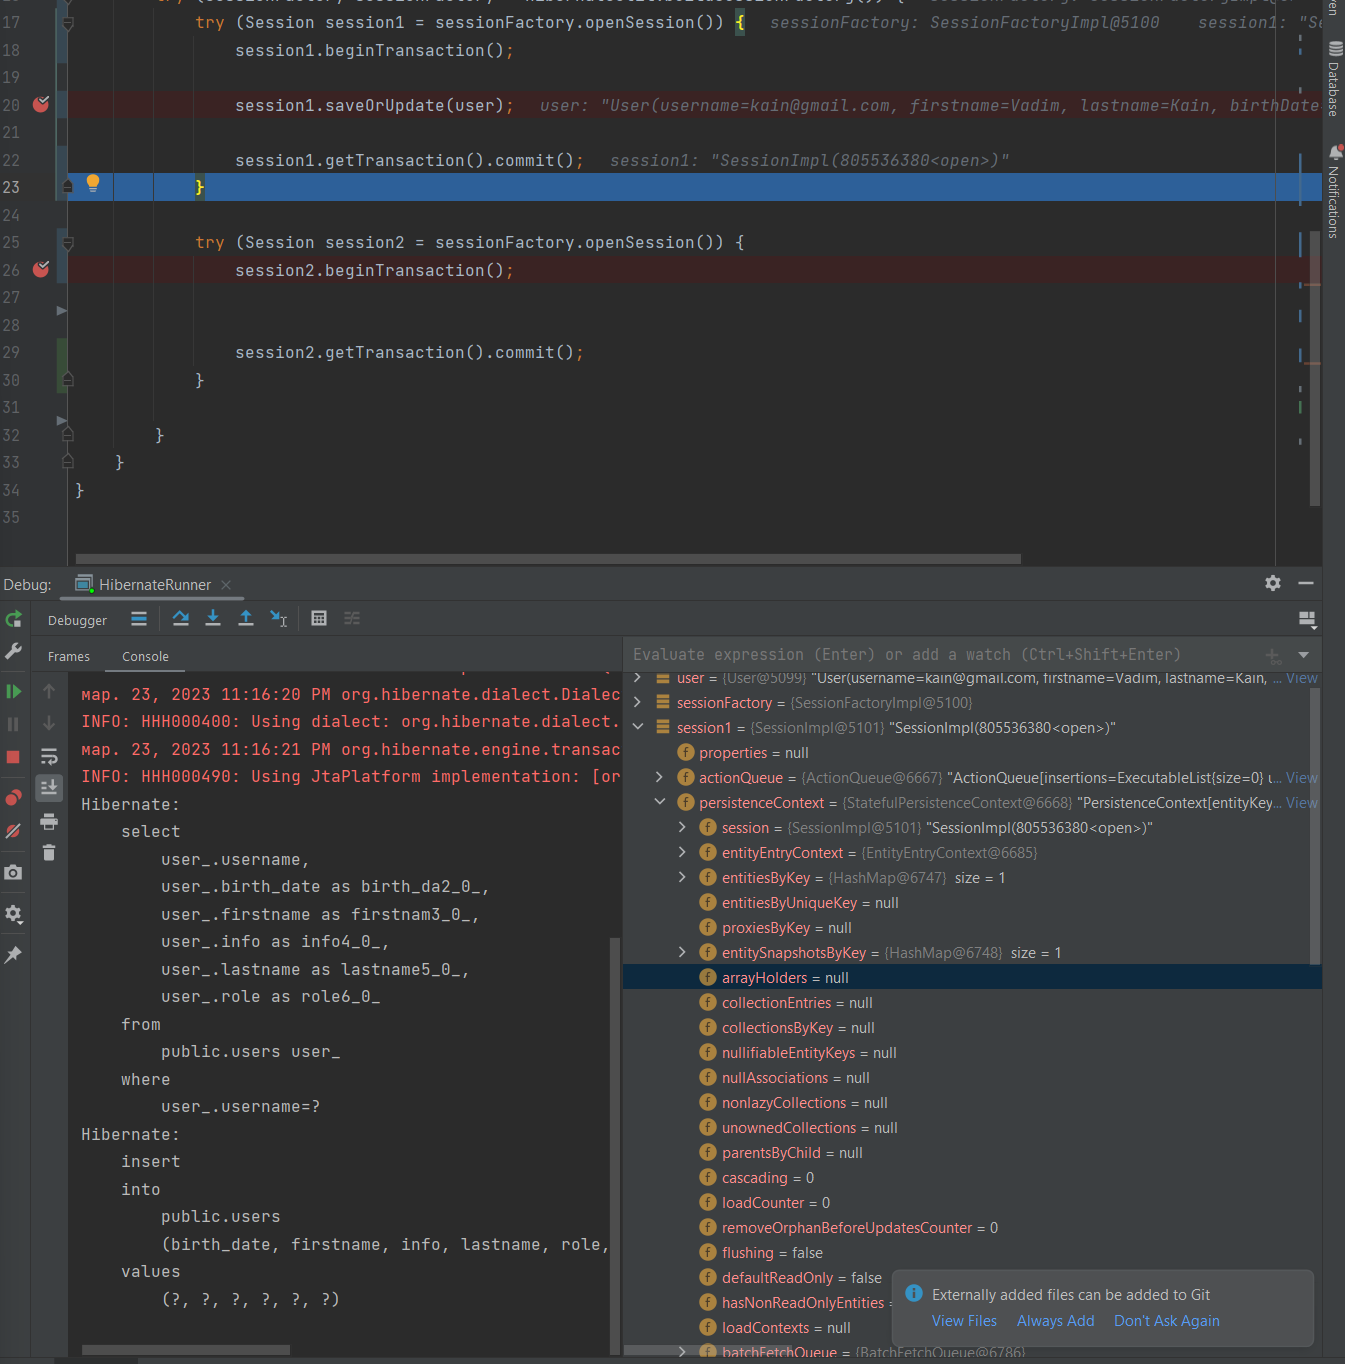 17 try (Session session1 = sessionFactory.openSession()) { sessionFactory: SessionFactoryImpl@5100 session1: "Se
18 session1.beginTransaction();
19
20 session1.saveOrUpdate(user); user: "User(username=kain@gmail.com, firstname=Vadim, lastname=Kain, birthDate
21
22 session1.getTransaction().commit(); session1: "SessionImpl(805536380<open>)"
23 }
24
25 try (Session session2 = sessionFactory.openSession()) {
26 session2.beginTransaction();
27
28
29 session2.getTransaction().commit();
30 }
31
32 }
33 }
34 }
35
Database
Notifications
Debug: HibernateRunner
Debugger
Frames Console
мар. 23, 2023 11:16:20 PM org.hibernate.dialect.Dialec
INFO: HHH000400: Using dialect: org.hibernate.dialect.
мар. 23, 2023 11:16:21 PM org.hibernate.engine.transac
INFO: HHH000490: Using JtaPlatform implementation: [or
Hibernate:
select
user_.username,
user_.birth_date as birth_da2_0_,
user_.firstname as firstnam3_0_,
user_.info as info4_0_,
user_.lastname as lastname5_0_,
user_.role as role6_0_
from
public.users user_
where
user_.username=?
Hibernate:
insert
into
public.users
(birth_date, firstname, info, lastname, role,
values
(?, ?, ?, ?, ?, ?)
Evaluate expression (Enter) or add a watch (Ctrl+Shift+Enter)
user = {User@5099} "User(username=kain@gmail.com, firstname=Vadim, lastname=Kain, ... View
sessionFactory = {SessionFactoryImpl@5100}
session1 = {SessionImpl@5101} "SessionImpl(805536380<open>)"
properties = null
actionQueue = {ActionQueue@6667} "ActionQueue[insertions=ExecutableList{size=0} u... View
persistenceContext = {StatefulPersistenceContext@6668} "PersistenceContext[entityKey... View
session = {SessionImpl@5101} "SessionImpl(805536380<open>)"
entityEntryContext = {EntityEntryContext@6685}
entitiesByKey = {HashMap@6747} size = 1
entitiesByUniqueKey = null
proxiesByKey = null
entitySnapshotsByKey = {HashMap@6748} size = 1
arrayHolders = null
collectionEntries = null
collectionsByKey = null
nullifiableEntityKeys = null
nullAssociations = null
nonlazyCollections = null
unownedCollections = null
parentsByChild = null
cascading = 0
loadCounter = 0
removeOrphanBeforeUpdatesCounter = 0
flushing = false
defaultReadOnly = false
hasNonReadOnlyEntities =
loadContexts = null
batchFetchQueue = {BatchFetchQueue@6786}
Externally added files can be added to Git
View Files Always Add Don't Ask Again